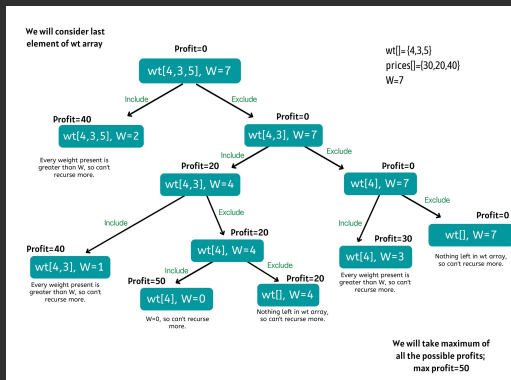 We will consider last
element of wt array
wt[]= {4,3,5}
prices[]={30,20,40}
W=7
Profit=0
wt[4,3,5], W=7
Include
Exclude
Profit=40
wt[4,3,5], W=2
Every weight present is
greater than W, so can't
recurse more.
Profit=0
wt[4,3], W=7
Include
Exclude
Profit=20
wt[4,3], W=4
Profit=0
wt[4], W=7
Include
Exclude
Include
Exclude
Profit=40
wt[4,3], W=1
Every weight present is
greater than W, so can't
recurse more.
Profit=20
wt[4], W=4
Profit=30
wt[4], W=3
Every weight present is
greater than W, so can't
recurse more.
Profit=0
wt[], W=7
Nothing left in wt array,
so can't recurse more.
Include
Exclude
Profit=50
wt[4], W=0
W=0, so can't recurse
more.
Profit=20
wt[], W=4
Nothing left in wt array,
so can't recurse more.
We will take maximum of
all the possible profits;
max profit=50